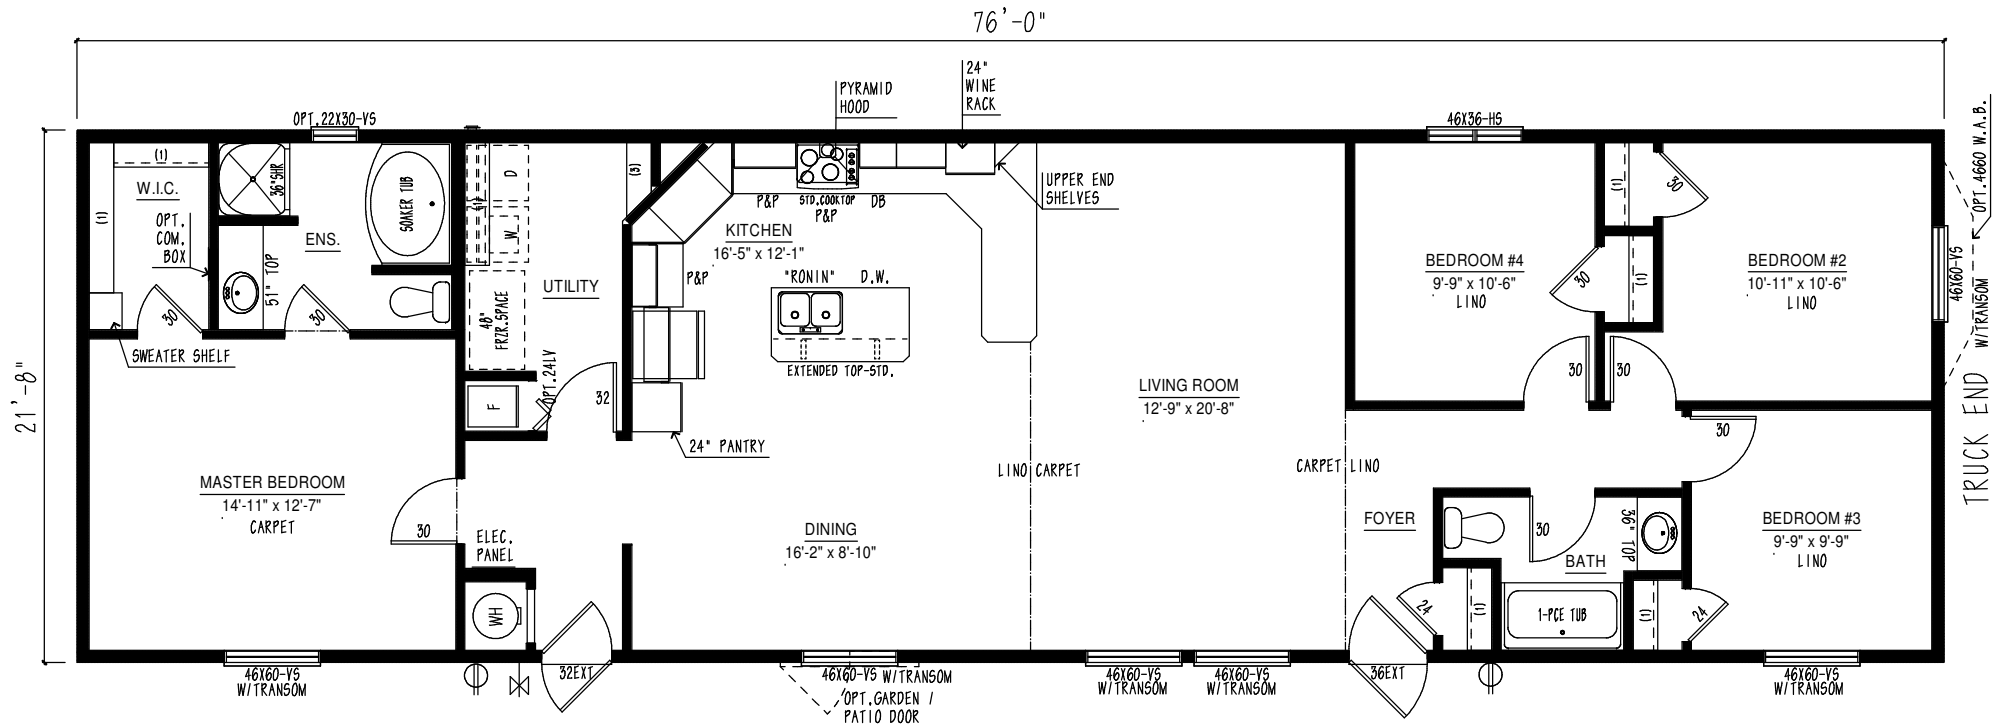 76'-0"
24"
WINE
RACK
PYRAMID
HOOD
OPT.22X30-VS
46X36-HS
OPT.4660 W.A.B.
W/TRANSOM
(1)
W.I.C.
(1)
OPT.
COM.
BOX
30
SWEATER SHELF
36"SHR
ENS.
SOAKER TUB
51" TOP
30
D
(1)
W
48"
FRZR.SPACE
UTILITY
(3)
OPT.24LV
F
32
P&P
STD.COOKTOP
P&P
DB
UPPER END
SHELVES
KITCHEN
16'-5" x 12'-1"
P&P
"RONIN"
D.W.
EXTENDED TOP-STD.
24" PANTRY
LIVING ROOM
12'-9" x 20'-8"
BEDROOM #4
9'-9" x 10'-6"
LINO
(1)
30
30
(1)
BEDROOM #2
10'-11" x 10'-6"
LINO
46X60-VS
30
30
30
21'-8"
TRUCK END
MASTER BEDROOM
14'-11" x 12'-7"
CARPET
30
ELEC.
PANEL
WH
DINING
16'-2" x 8'-10"
LINO CARPET
CARPET LINO
FOYER
30
36" TOP
BATH
1-PCE TUB
BEDROOM #3
9'-9" x 9'-9"
LINO
24
(1)
(1)
24
46X60-VS
W/TRANSOM
32EXT
46X60-VS W/TRANSOM
OPT.GARDEN /
PATIO DOOR
46X60-VS
W/TRANSOM
46X60-VS
W/TRANSOM
36EXT
46X60-VS
W/TRANSOM